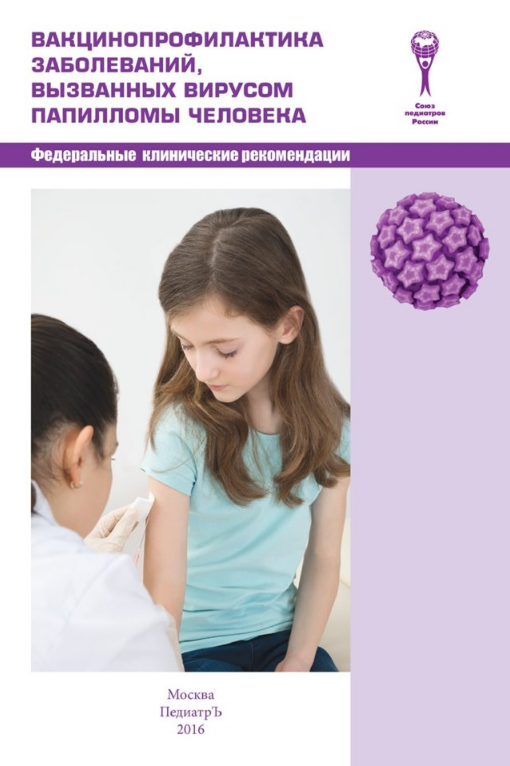 ВАКЦИНОПРОФИЛАКТИКА
ЗАБОЛЕВАНИЙ,
ВЫЗВАННЫХ ВИРУСОМ
ПАПИЛЛОМЫ ЧЕЛОВЕКА
Союз
педиатров
России
Федеральные клинические рекомендации
Москва
ПедиатрЪ
2016